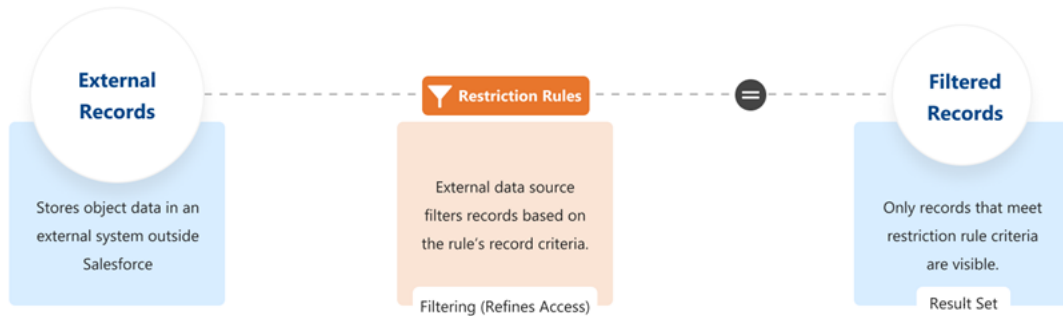 External
Records
Stores object data in an
external system outside
Salesforce
Restriction Rules
External data source
filters records based on
the rule's record criteria.
Filtering (Refines Access)
=
Filtered
Records
Only records that meet
restriction rule criteria
are visible.
Result Set